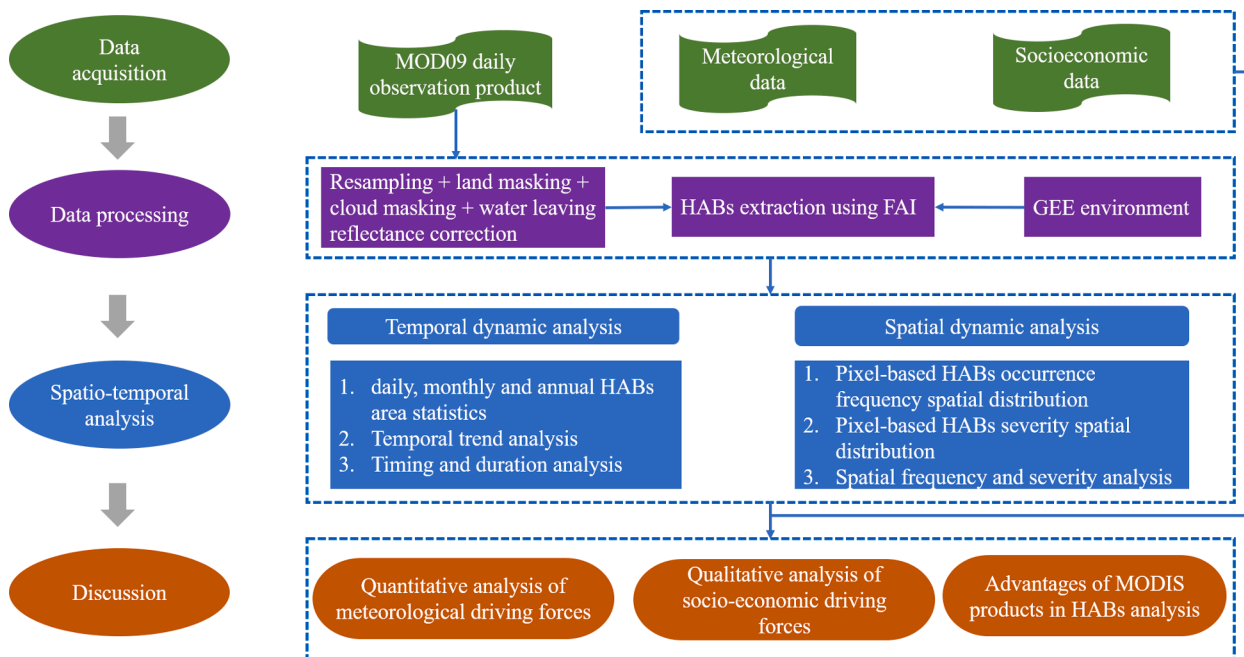 Data
acquisition
MOD09 daily
observation product
Meteorological
data
Socioeconomic
data
Data processing
Resampling + land masking +
cloud masking + water leaving
reflectance correction
HABs extraction using FAI
GEE environment
Spatio-temporal
analysis
Temporal dynamic analysis
1. daily, monthly and annual HABs
area statistics
2. Temporal trend analysis
3. Timing and duration analysis
Spatial dynamic analysis
1. Pixel-based HABs occurrence
frequency spatial distribution
2. Pixel-based HABs severity spatial
distribution
3. Spatial frequency and severity analysis
Discussion
Quantitative analysis of
meteorological driving forces
Qualitative analysis of
socio-economic driving
forces
Advantages of MODIS
products in HABs analysis